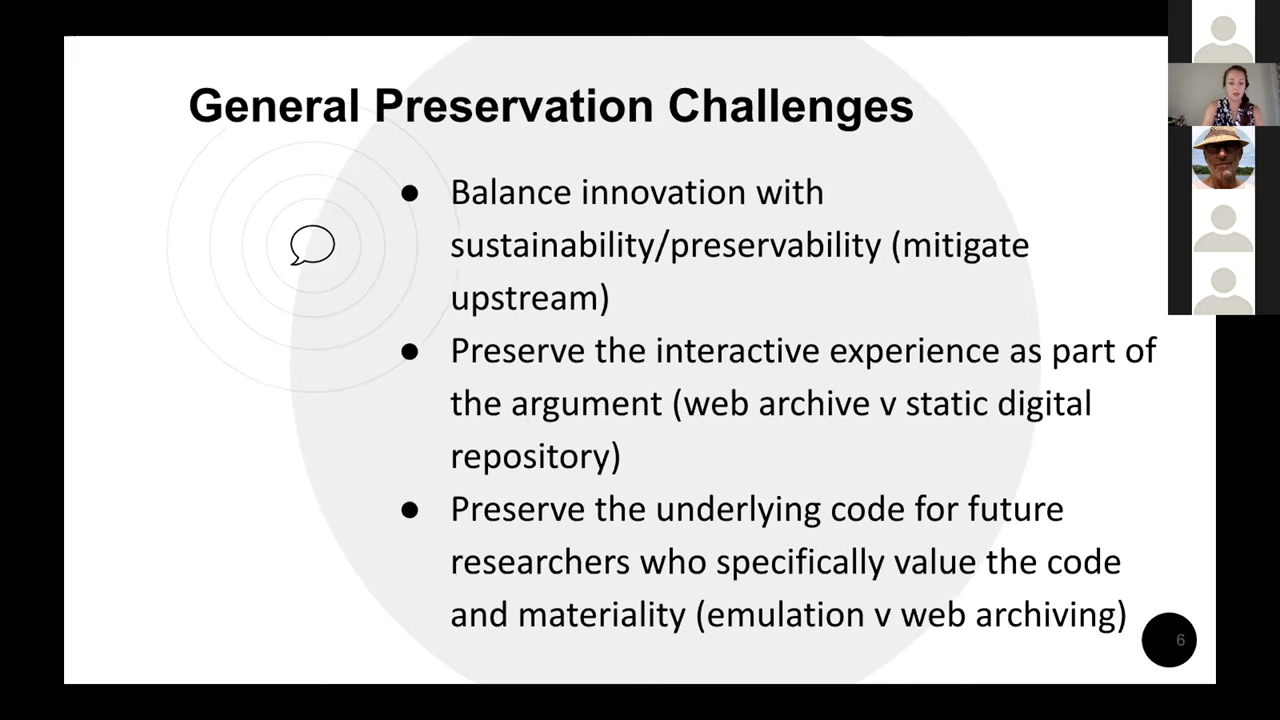 General Preservation Challenges
● Balance innovation with
sustainability/preservability (mitigate
upstream)
● Preserve the interactive experience as part of
the argument (web archive v static digital
repository)
● Preserve the underlying code for future
researchers who specifically value the code
and materiality (emulation v web archiving)
6